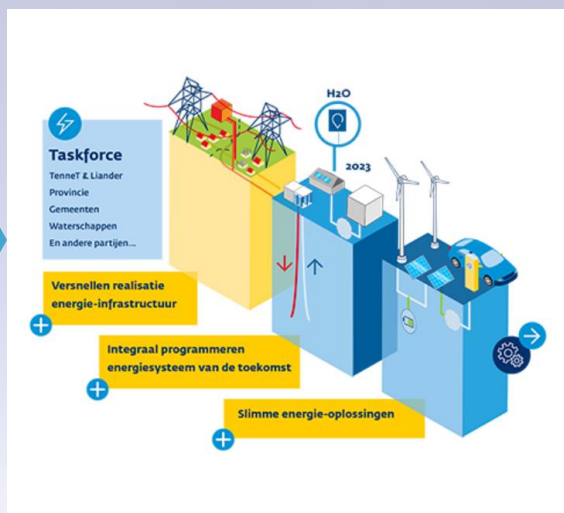 H2O
2023
Taskforce
TenneT & Liander
Provincie
Gemeenten
Waterschappen
En andere partijen...
Versnellen realisatie
energie-infrastructuur
Integraal programmeren
energiesysteem van de toekomst
Slimme energie-oplossingen